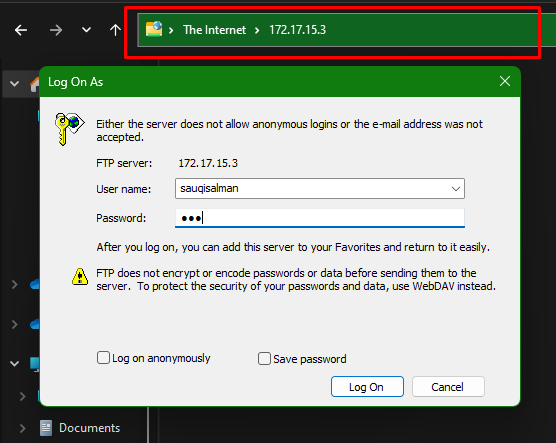 The Internet > 172.17.15.3
Log On As
Either the server does not allow anonymous logins or the e-mail address was not
accepted.
FTP server: 172.17.15.3
User name: sauqisalman
Password: ●●●
After you log on, you can add this server to your Favorites and return to it easily.
FTP does not encrypt or encode passwords or data before sending them to the
server. To protect the security of your passwords and data, use WebDAV instead.
Log on anonymously Save password
Log On Cancel
Documents